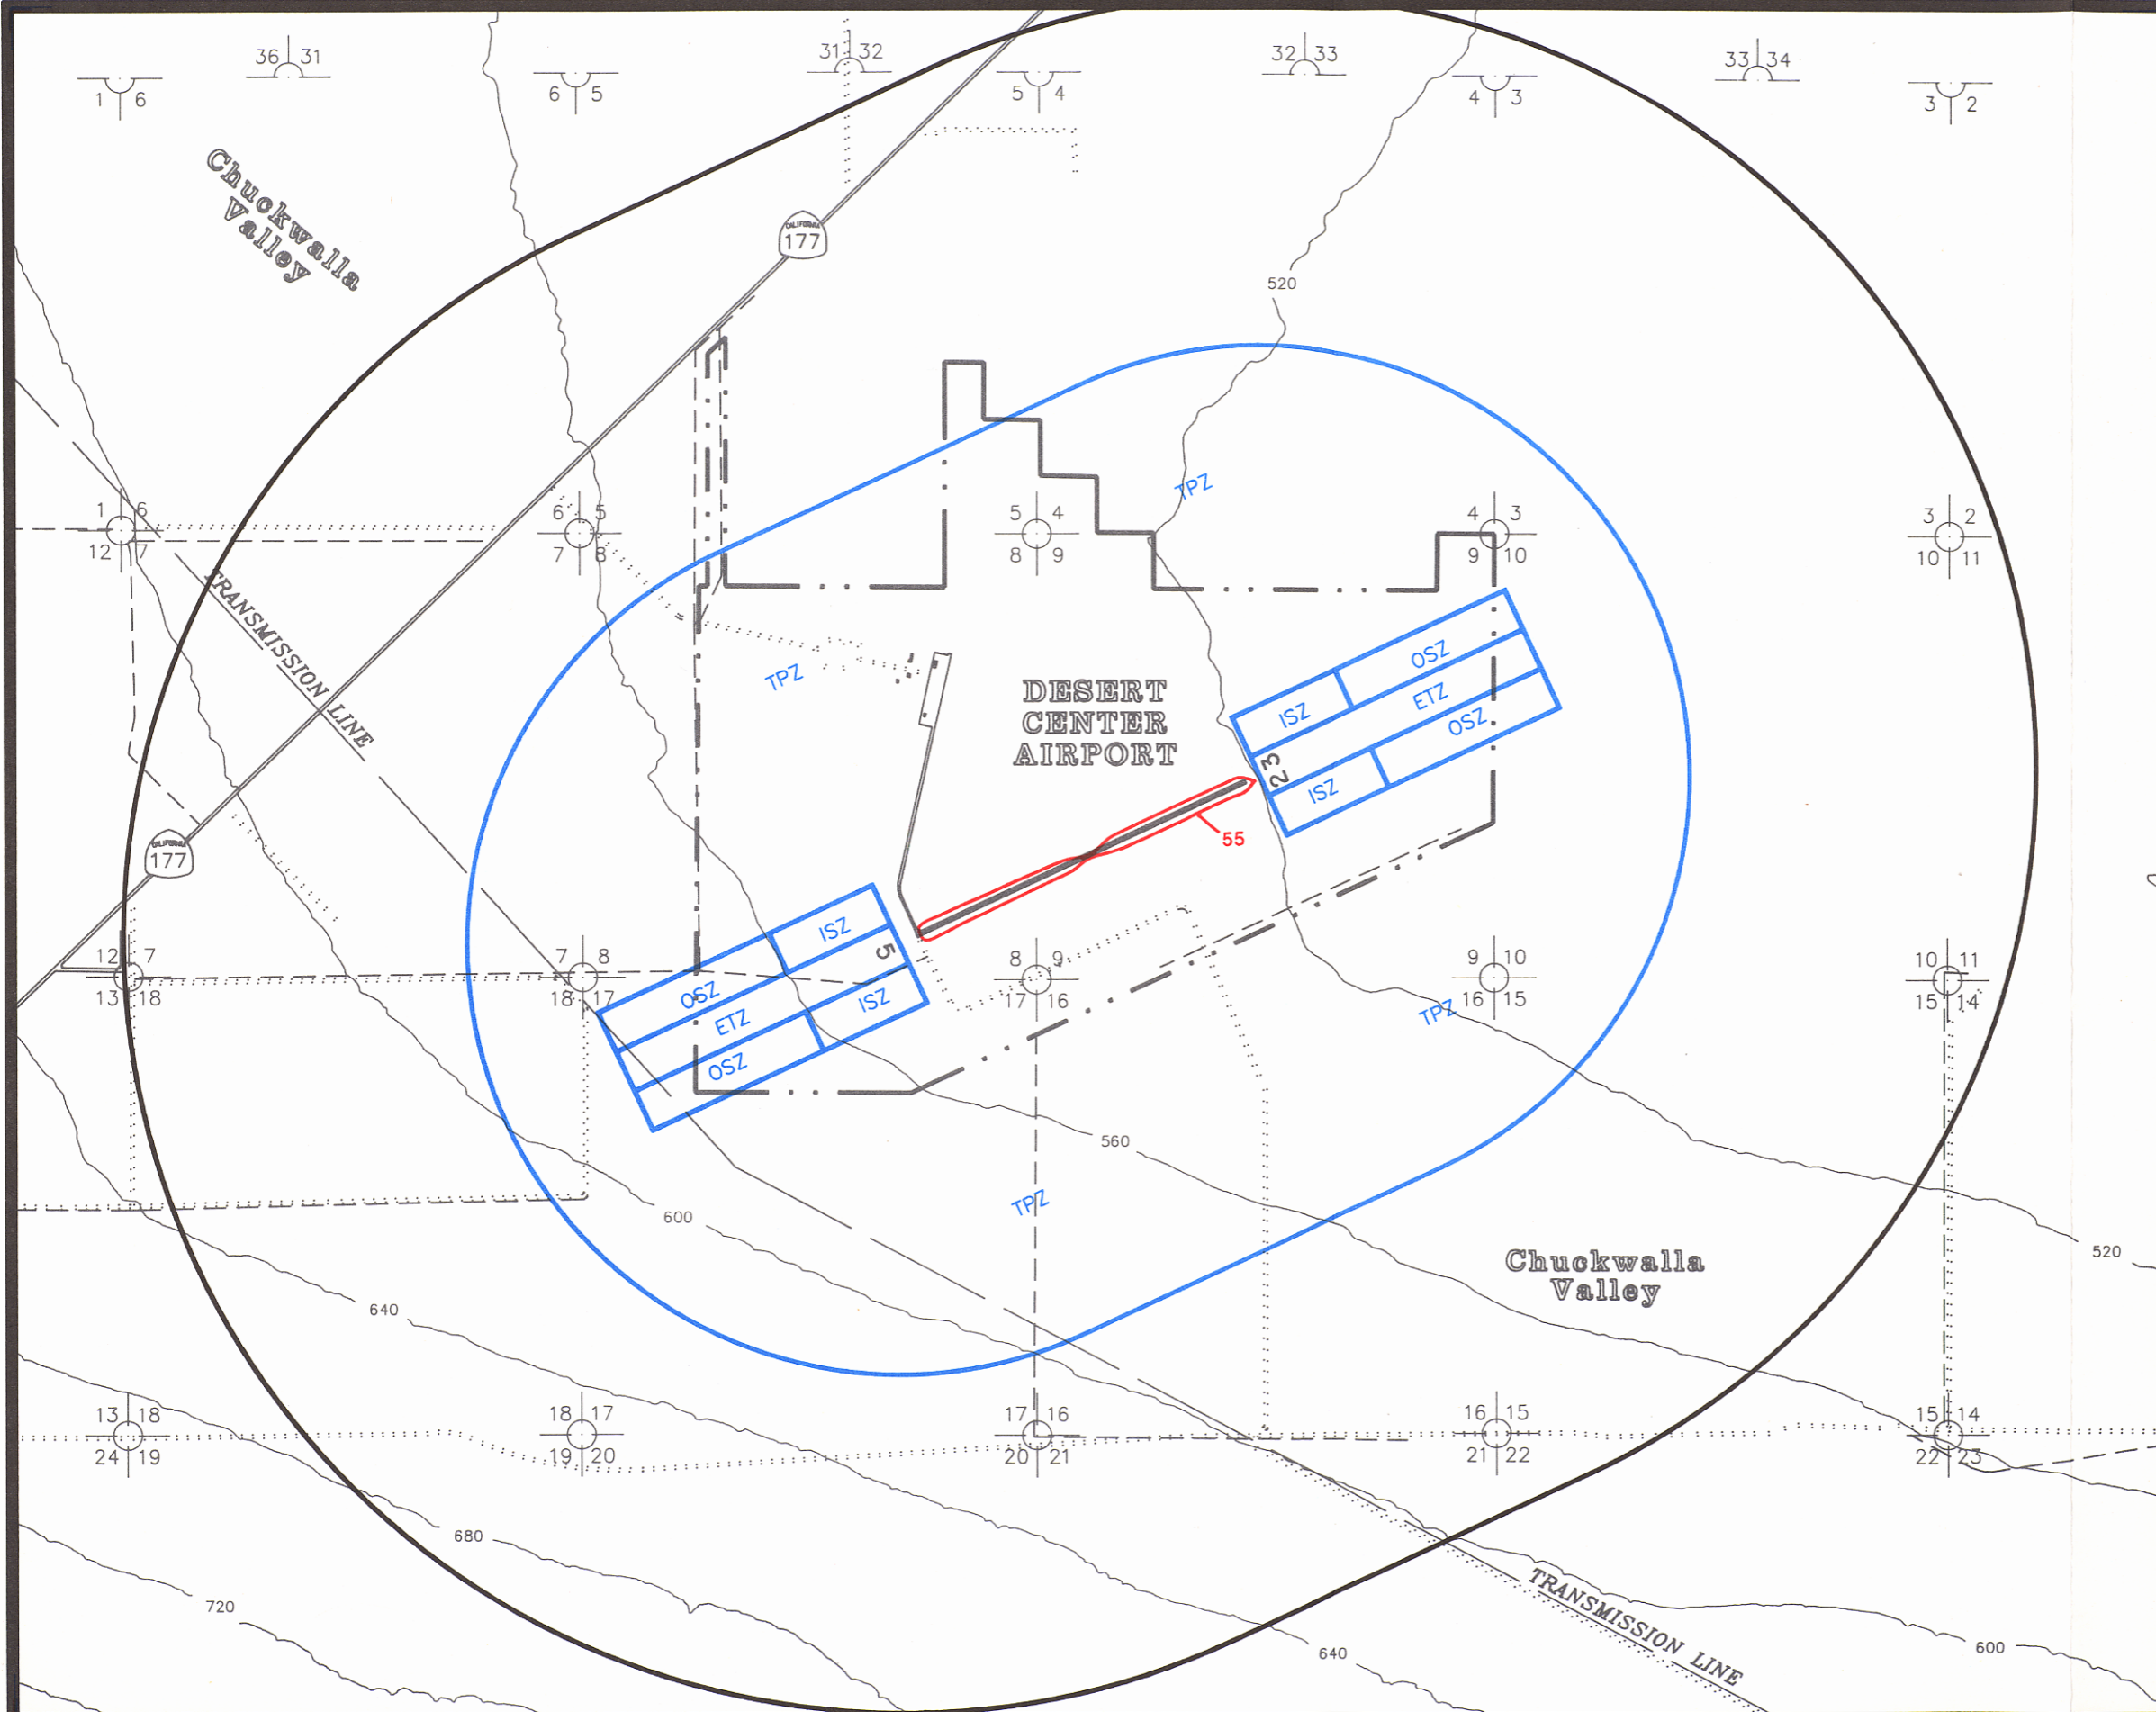 36 31
31 32
32 33
33 34
1 6
6 5
5 4
4 3
3 2
Chuckwalla
Valley
CALIFORNIA
177
520
TPZ
1 6
12 7
6 5
7 8
5 4
8 9
4 3
9 10
3 2
10 11
TRANSMISSION LINE
TPZ
DESERT
CENTER
AIRPORT
OSZ
ISZ
ETZ
OSZ
ISZ
23
55
CALIFORNIA
177
ISZ
5
OSZ
ISZ
ETZ
OSZ
12 7
13 18
7 8
18 17
8 9
17 16
9 10
16 15
10 11
15 14
TPZ
560
TPZ
600
Chuckwalla
Valley
520
640
13 18
24 19
18 17
19 20
17 16
20 21
16 15
21 22
15 14
22 23
680
TRANSMISSION LINE
720
640
600